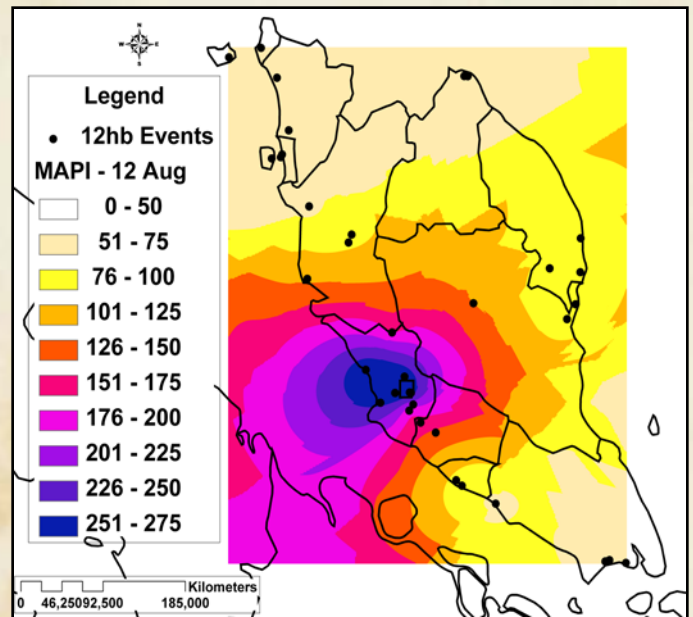 N
W E
S
Legend
12hb Events
MAPI - 12 Aug
0 - 50
51 - 75
76 - 100
101 - 125
126 - 150
151 - 175
176 - 200
201 - 225
226 - 250
251 - 275
Kilometers
0 46,25092,500 185,000